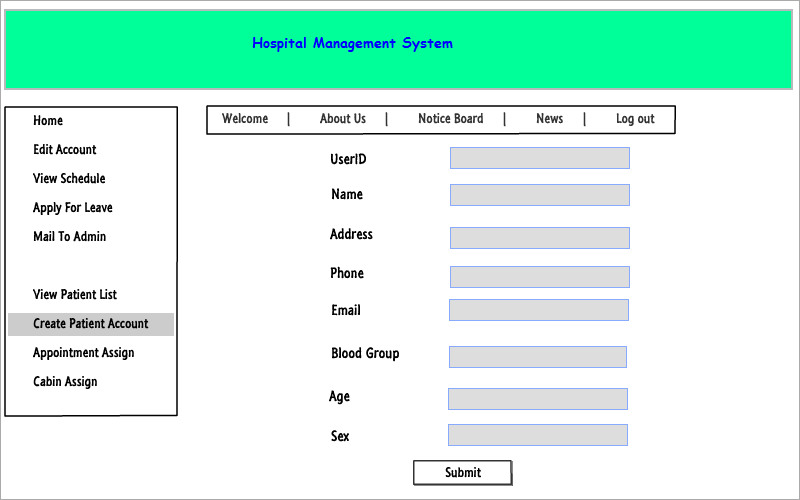 Hospital Management System
Home
Edit Account
View Schedule
Apply For Leave
Mail To Admin
View Patient List
Create Patient Account
Appointment Assign
Cabin Assign
Welcome | About Us | Notice Board | News | Log out
UserID
Name
Address
Phone
Email
Blood Group
Age
Sex
Submit